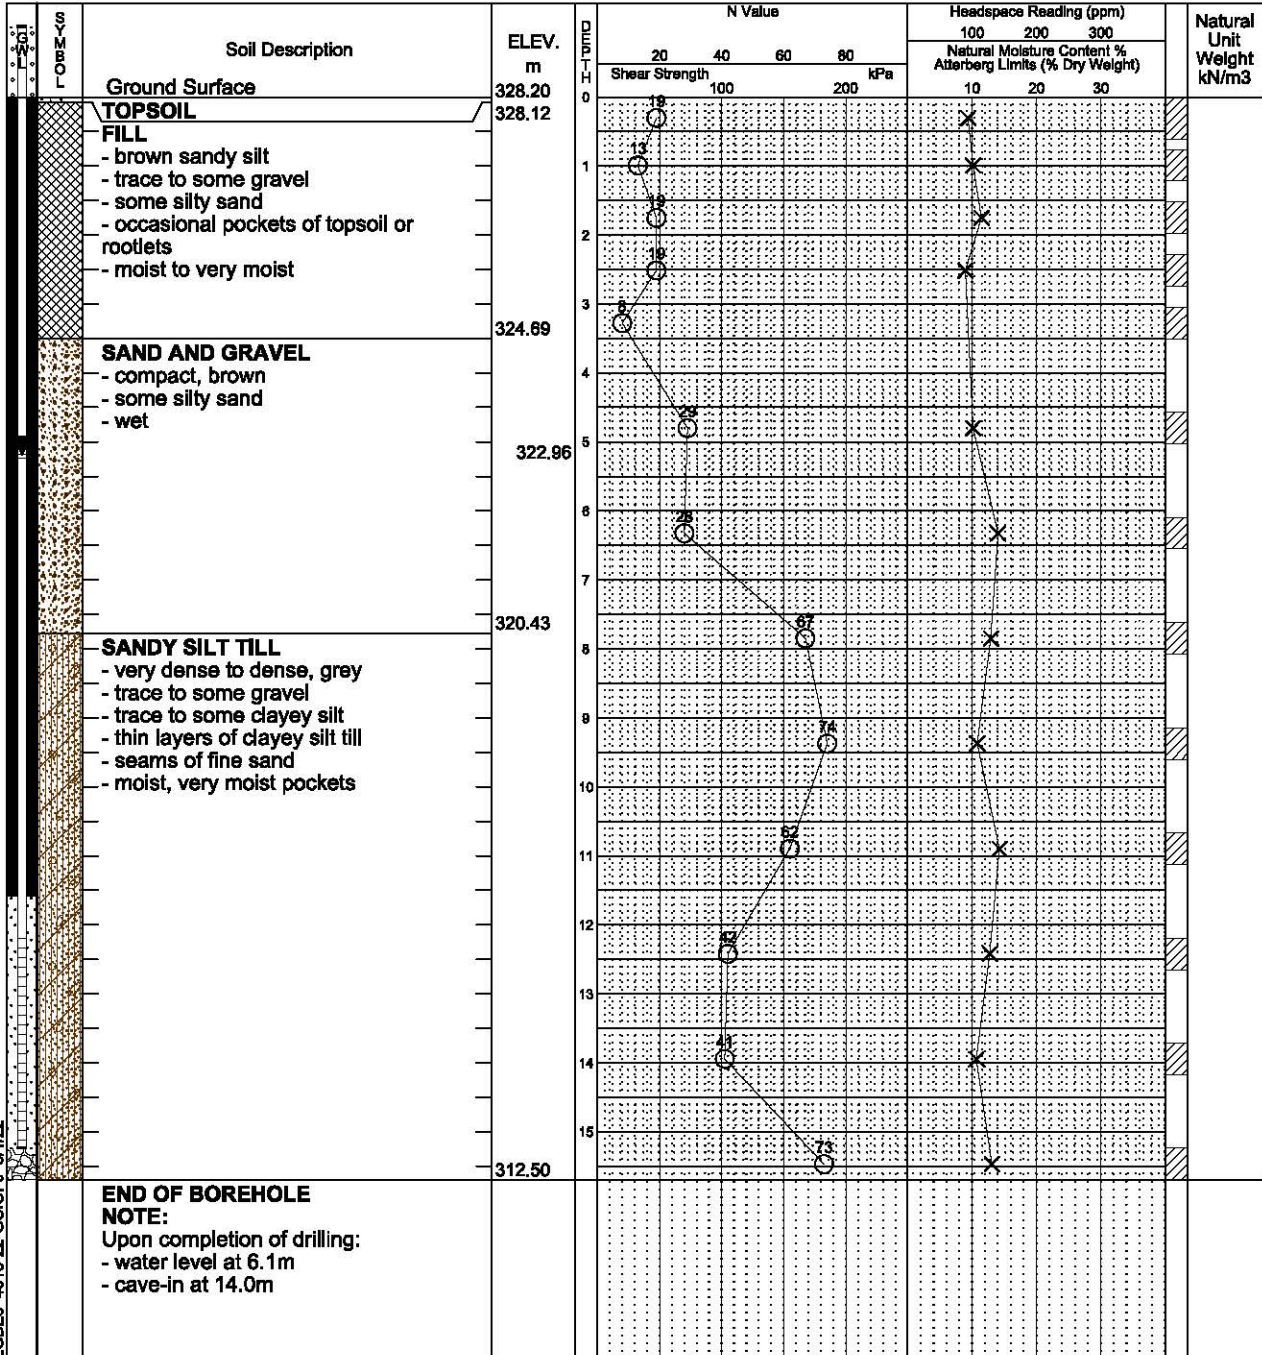 GWL
SYMBOL
Soil Description
Ground Surface
ELEV.
m
328.20
DEPTH
N Value
20 60 80
Shear Strength kPa
100 200
Headspace Reading (ppm)
100 200 300
Natural Moisture Content %
Atterberg Limits (% Dry Weight)
10 20 30
Natural
Unit
Weight
kN/m3
0
TOPSOIL
328.12
19
FILL
- brown sandy silt
13
1
- trace to some gravel
- some silty sand
19
- occasional pockets of topsoil or
rootlets
2
- moist to very moist
19
3
8
324.69
SAND AND GRAVEL
- compact, brown
4
- some silty sand
- wet
29
5
322.96
6
28
7
320.43
67
SANDY SILT TILL
8
- very dense to dense, grey
- trace to some gravel
- trace to some clayey silt
9
74
- thin layers of clayey silt till
- seams of fine sand
- moist, very moist pockets
10
62
11
12
42
13
41
14
15
73
312.50
END OF BOREHOLE
NOTE:
Upon completion of drilling:
- water level at 6.1m
- cave-in at 14.0m